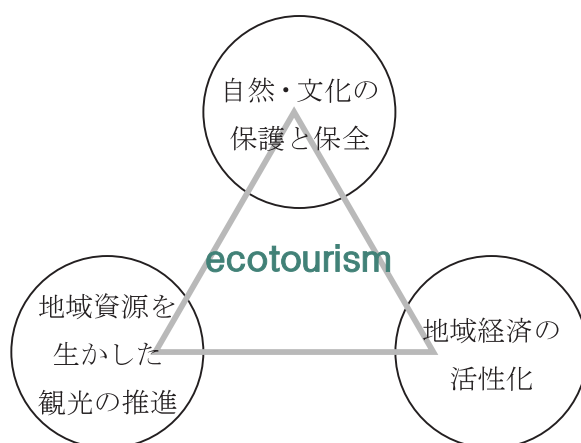 自然・文化の
保護と保全
ecotourism
地域資源を
生かした
観光の推進
地域経済の
活性化